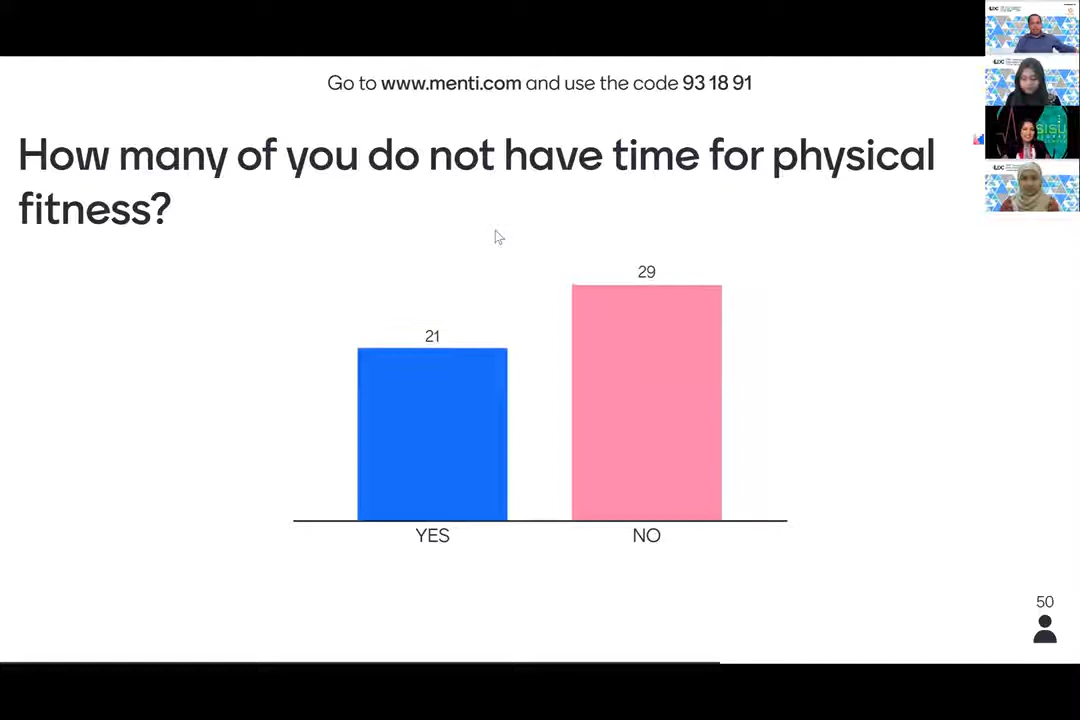 Go to www.menti.com and use the code 93 18 91
How many of you do not have time for physical
fitness?
29
21
YES
NO
50
SISU